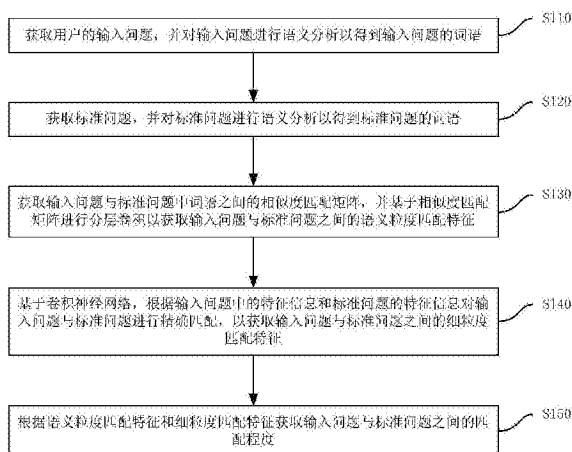 S110
获取用户的输入问题，并对输入问题进行语义分析以得到输入问题的词语
S120
获取标准问题，并对标准问题进行语义分析以得到标准问题的词语
S130
获取输入问题与标准问题中词语之间的相似度匹配矩阵，并基于相似度匹配
矩阵进行分层卷积以获取输入问题与标准问题之间的语义粒度匹配特征
S140
基于卷积神经网络，根据输入问题中的特征信息和标准问题的特征信息对输
入问题与标准问题进行精确匹配，以获取输入问题与标准问题之间的细粒度
匹配特征
S150
根据语义粒度匹配特征和细粒度匹配特征获取输入问题与标准问题之间的匹
配程度